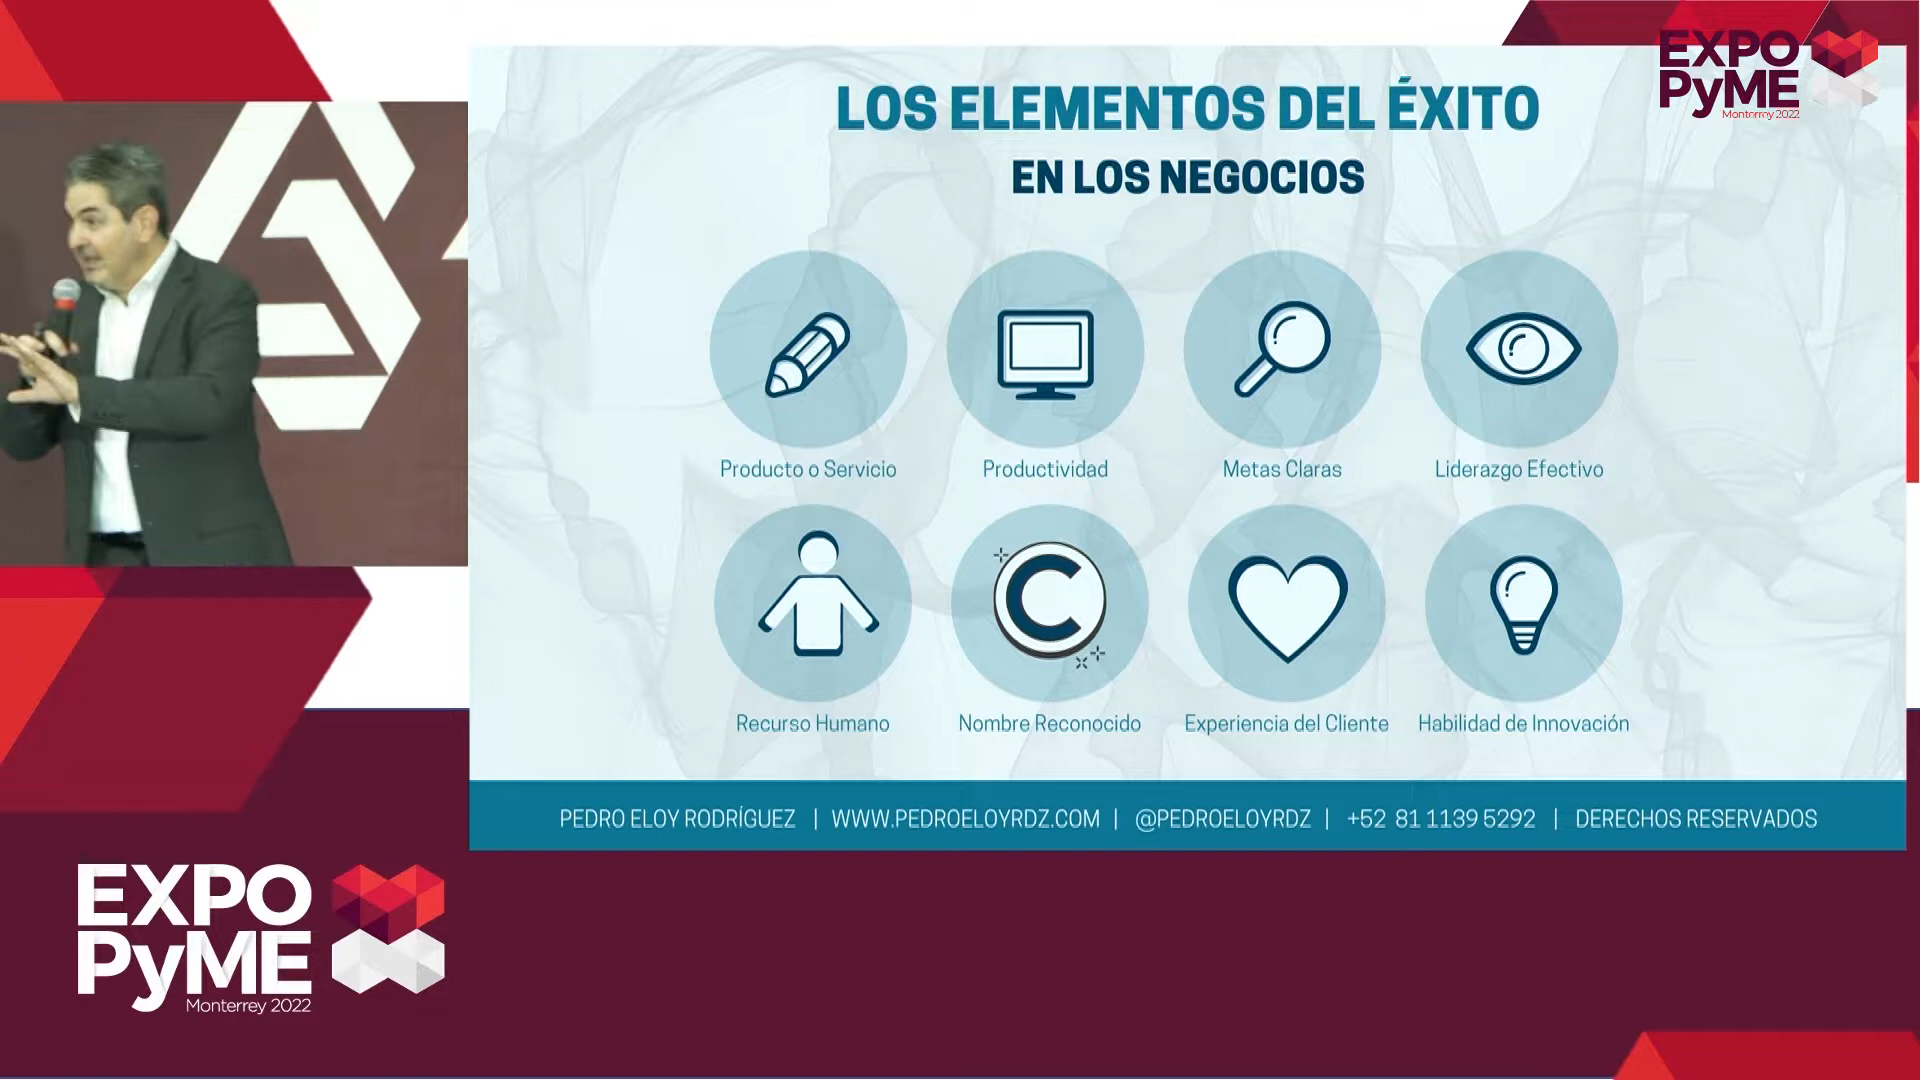 EXPO
PyME
Monterrey 2022
LOS ELEMENTOS DEL ÉXITO
EN LOS NEGOCIOS
Producto o Servicio
Productividad
Metas Claras
Liderazgo Efectivo
C
Recurso Humano
Nombre Reconocido
Experiencia del Cliente
Habilidad de Innovación
PEDRO ELOY RODRÍGUEZ | WWW.PEDROELOYRDZ.COM | @PEDROELOYRDZ | +52 81 1139 5292 | DERECHOS RESERVADOS
EXPO
PyME
Monterrey 2022